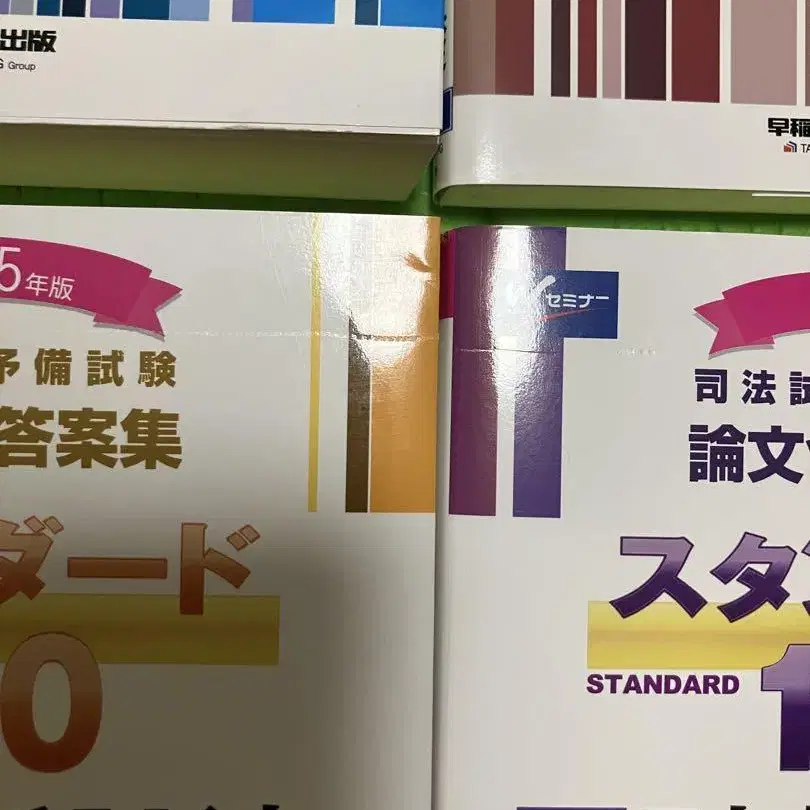 出版
Group
早稲
TA
5年版
予備試験
答案集
ダード
0
セミナー
司法試
論文
スタ
STANDARD
1